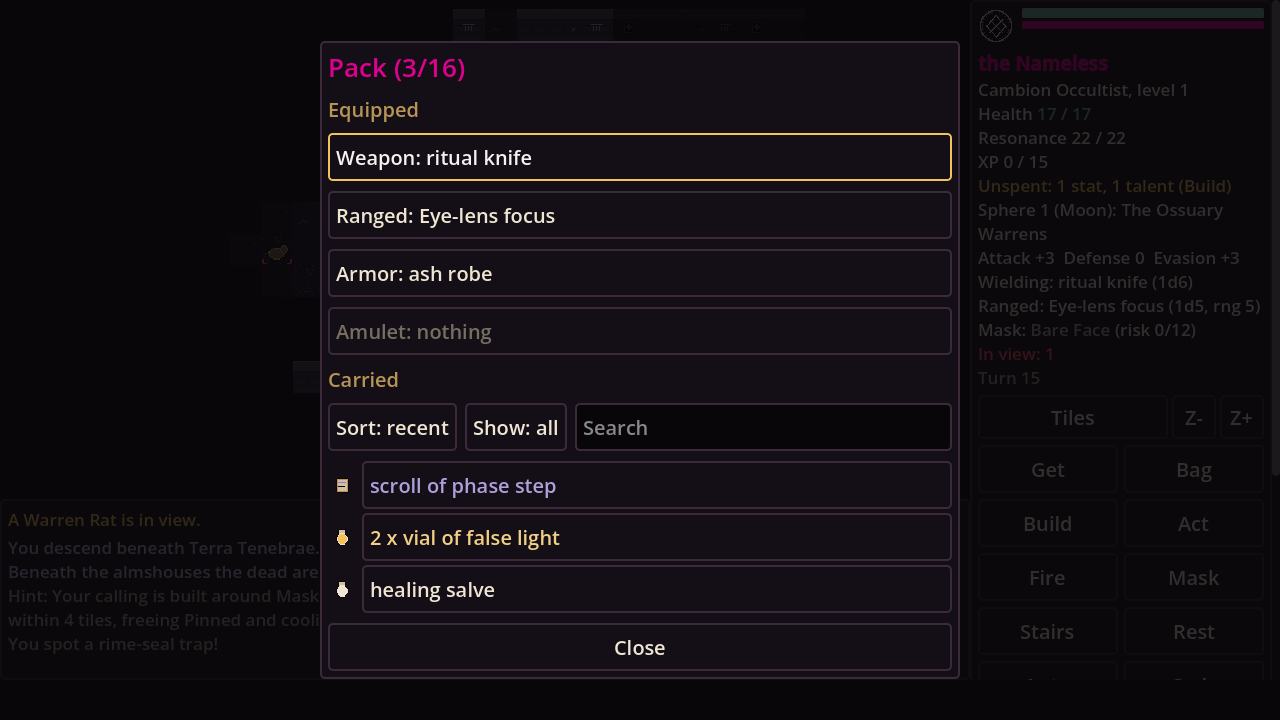 Pack (3/16)
Equipped
Weapon: ritual knife
Ranged: Eye-lens focus
Armor: ash robe
Amulet: nothing
Carried
Sort: recent
Show: all
Search
scroll of phase step
2 x vial of false light
healing salve
Close
the Nameless
Cambion Occultist, level 1
Health 17 / 17
Resonance 22 / 22
XP 0 / 15
Unspent: 1 stat, 1 talent (Build)
Sphere 1 (Moon): The Ossuary
Warrens
Attack +3 Defense 0 Evasion +3
Wielding: ritual knife (1d6)
Ranged: Eye-lens focus (1d5, rng 5)
Mask: Bare Face (risk 0/12)
In view: 1
Turn 15
Tiles
Z-
Z+
Get
Bag
Build
Act
Fire
Mask
Stairs
Rest
A Warren Rat is in view.
You descend beneath Terra Tenebrae.
Beneath the almshouses the dead are
Hint: Your calling is built around Mask
within 4 tiles, freeing Pinned and cooli
You spot a rime-seal trap!